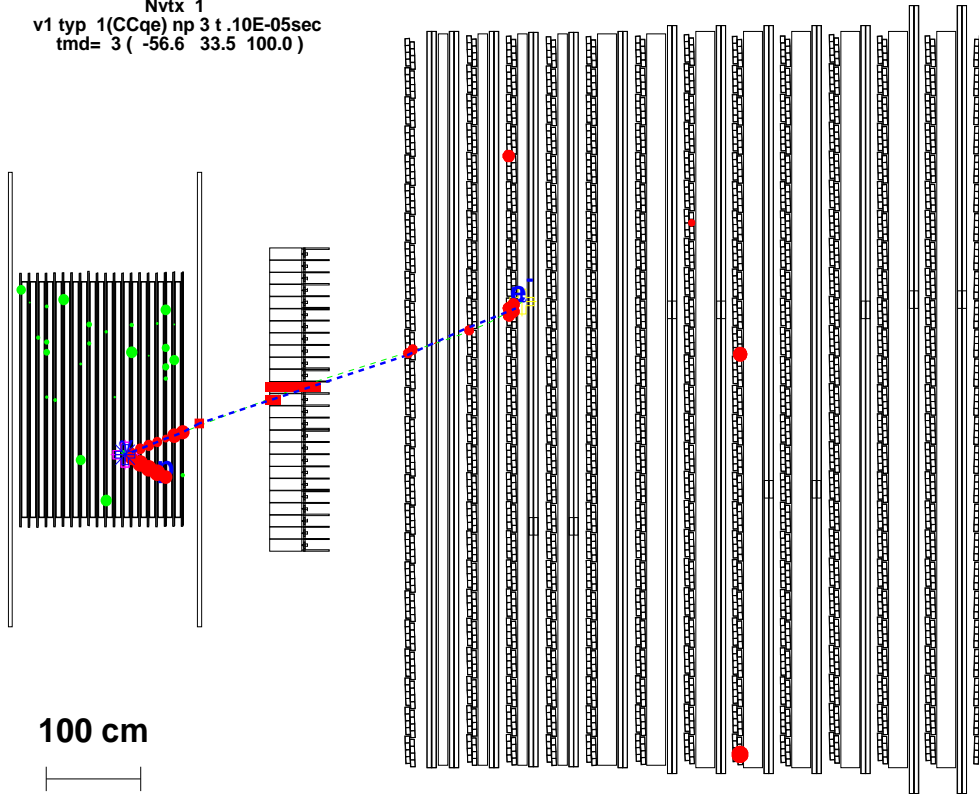 Nvtx 1
v1 typ 1(CCqe) np 3 t .10E-05sec
tmd= 3 ( -56.6 33.5 100.0 )
100 cm